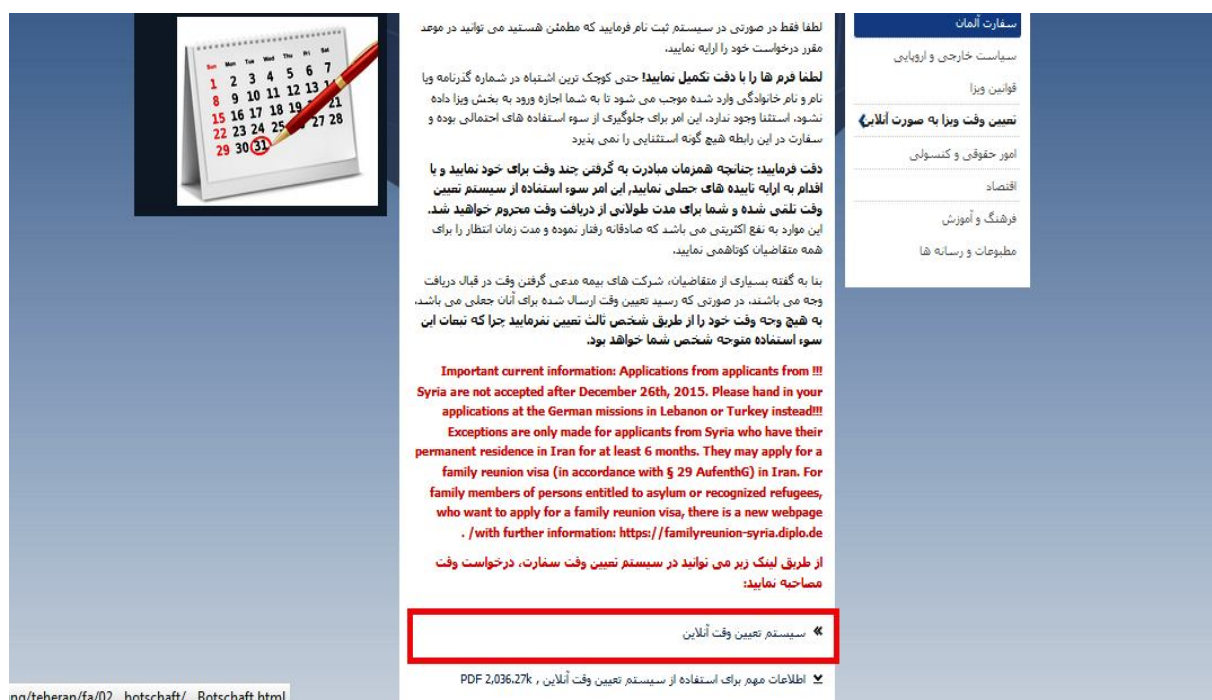 سفارت آلمان
سیاست خارجی و اروپایی
قوانین ویزا
تعیین وقت ویزا به صورت آنلاین
امور حقوقی و کنسولی
اقتصاد
فرهنگ و آموزش
مطبوعات و رسانه ها
لطفا فقط در صورتی در سیستم ثبت نام فرمایید که مطمئن هستید می توانید در موعد
مقرر درخواست خود را ارایه نمایید.
لطفا فرم ها را با دقت تکمیل نمایید! حتی کوچک ترین اشتباه در شماره گذرنامه ویا
نام و نام خانوادگی وارد شده موجب می شود تا به شما اجازه ورود به بخش ویزا داده
نشود. استثنا وجود ندارد. این امر برای جلوگیری از سوء استفاده های احتمالی بوده و
سفارت در این رابطه هیچ گونه استثنایی را نمی پذیرد
دقت فرمایید: چنانچه همزمان مبادرت به گرفتن چند وقت برای خود نمایید و یا
اقدام به ارایه تاییده های جعلی نمایید, این امر سوء استفاده از سیستم تعیین
وقت تلقی شده و شما برای مدت طولانی از دریافت وقت محروم خواهید شد.
این موارد به نفع اکثریتی می باشد که صادقانه رفتار نموده و مدت زمان انتظار را برای
همه متقاضیان کوتاهمی نمایید.
بنا به گفته بسیاری از متقاضیان، شرکت های بیمه مدعی گرفتن وقت در قبال دریافت
وجه می باشند، در صورتی که رسید تعیین وقت ارسال شده برای آنان جعلی می باشد.
به هیچ وجه وقت خود را از طریق شخص ثالث تعیین نفرمایید چرا که تبعات این
سوء استفاده متوجه شخص شما خواهد بود.
Important current information: Applications from applicants from !!!
Syria are not accepted after December 26th, 2015. Please hand in your
applications at the German missions in Lebanon or Turkey instead!!!
Exceptions are only made for applicants from Syria who have their
permanent residence in Iran for at least 6 months. They may apply for a
family reunion visa (in accordance with § 29 AufenthG) in Iran. For
family members of persons entitled to asylum or recognized refugees,
who want to apply for a family reunion visa, there is a new webpage
. /with further information: https://familyreunion-syria.diplo.de
از طریق لینک زیر می توانید در سیستم تعیین وقت سفارت، درخواست وقت
مصاحبه نمایید:
سیستم تعیین وقت آنلاین
اطلاعات مهم برای استفاده از سیستم تعیین وقت آنلاین , PDF 2,036.27k
Sun Mon Tue Wed Thu Fri Sat
1 2 3 4 5 6 7
8 9 10 11 12 13 14
15 16 17 18 19 21
22 23 24 25 27 28
29 30 31